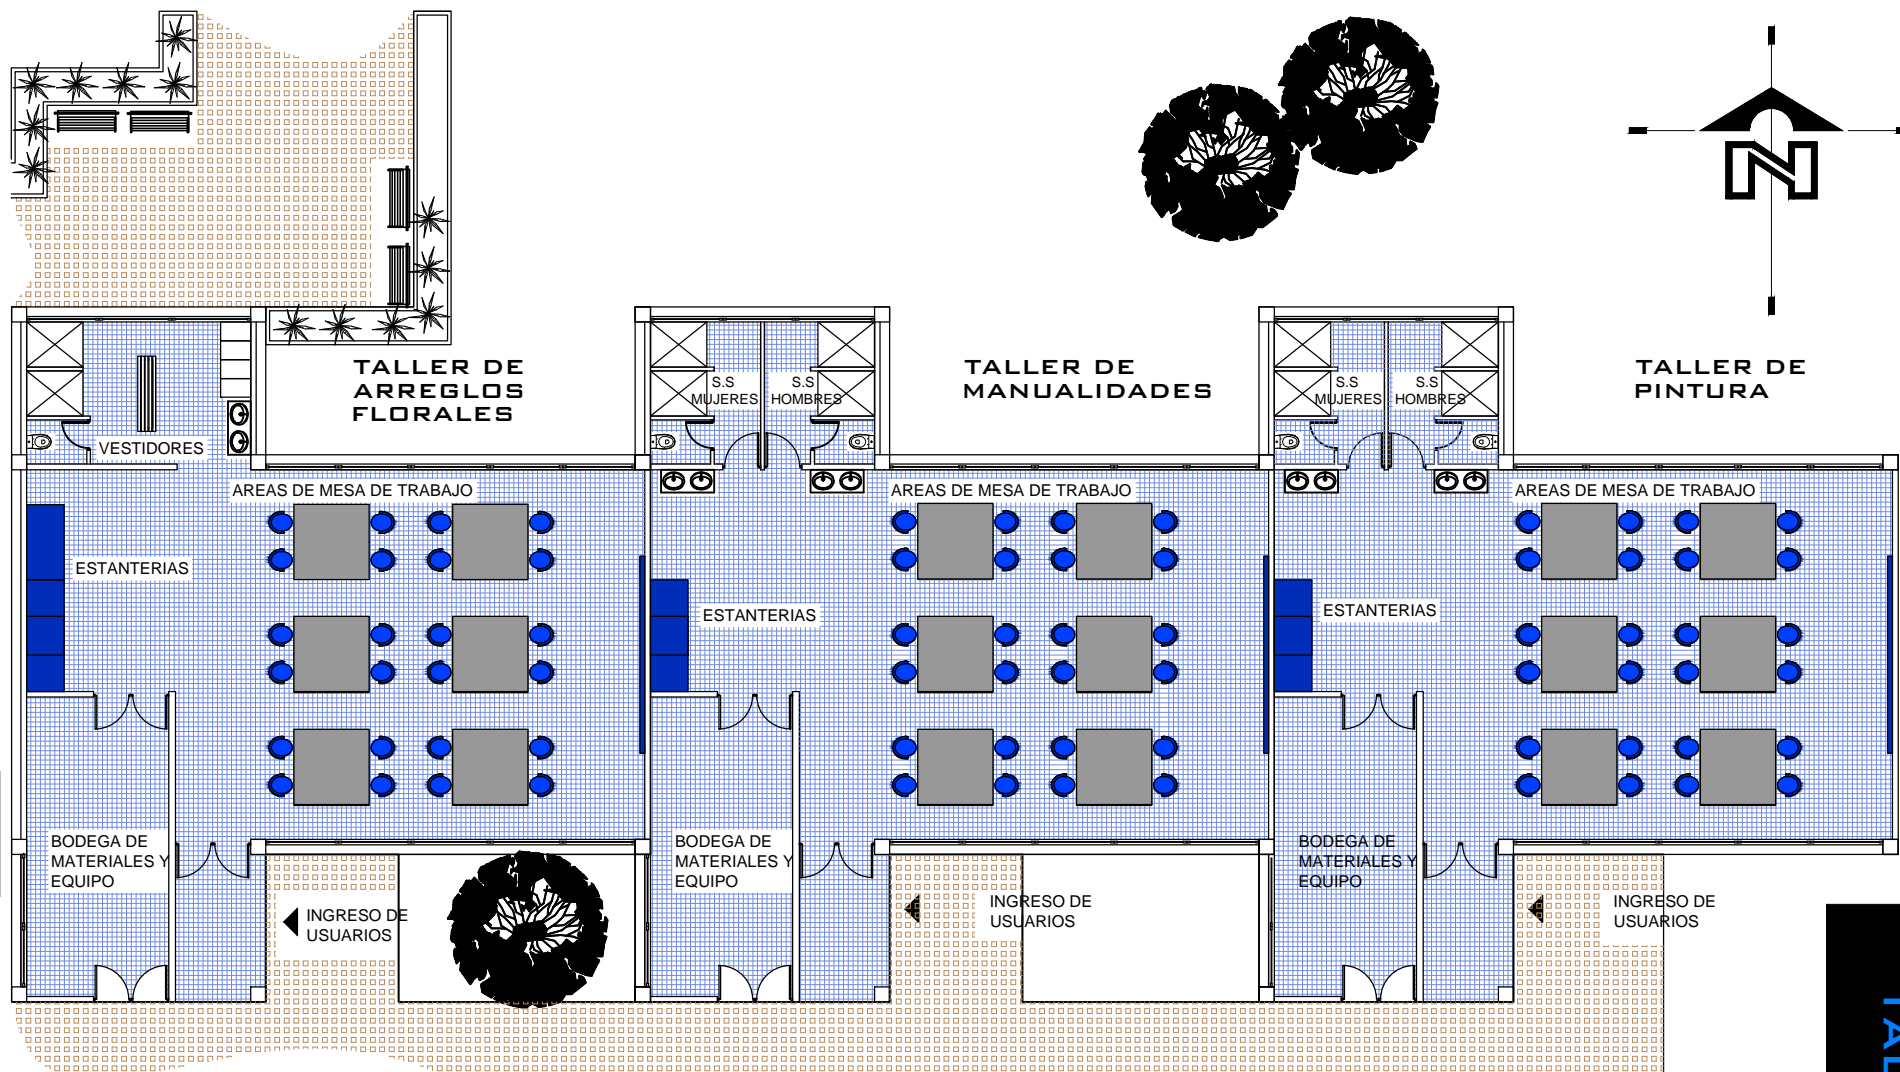 N
TALLER DE
ARREGLOS
FLORALES
TALLER DE
MANUALIDADES
TALLER DE
PINTURA
S.S
MUJERES
S.S
HOMBRES
S.S
MUJERES
S.S
HOMBRES
VESTIDORES
AREAS DE MESA DE TRABAJO
AREAS DE MESA DE TRABAJO
AREAS DE MESA DE TRABAJO
ESTANTERIAS
ESTANTERIAS
ESTANTERIAS
BODEGA DE
MATERIALES Y
EQUIPO
BODEGA DE
MATERIALES Y
EQUIPO
BODEGA DE
MATERIALES Y
EQUIPO
INGRESO DE
USUARIOS
INGRESO DE
USUARIOS
INGRESO DE
USUARIOS